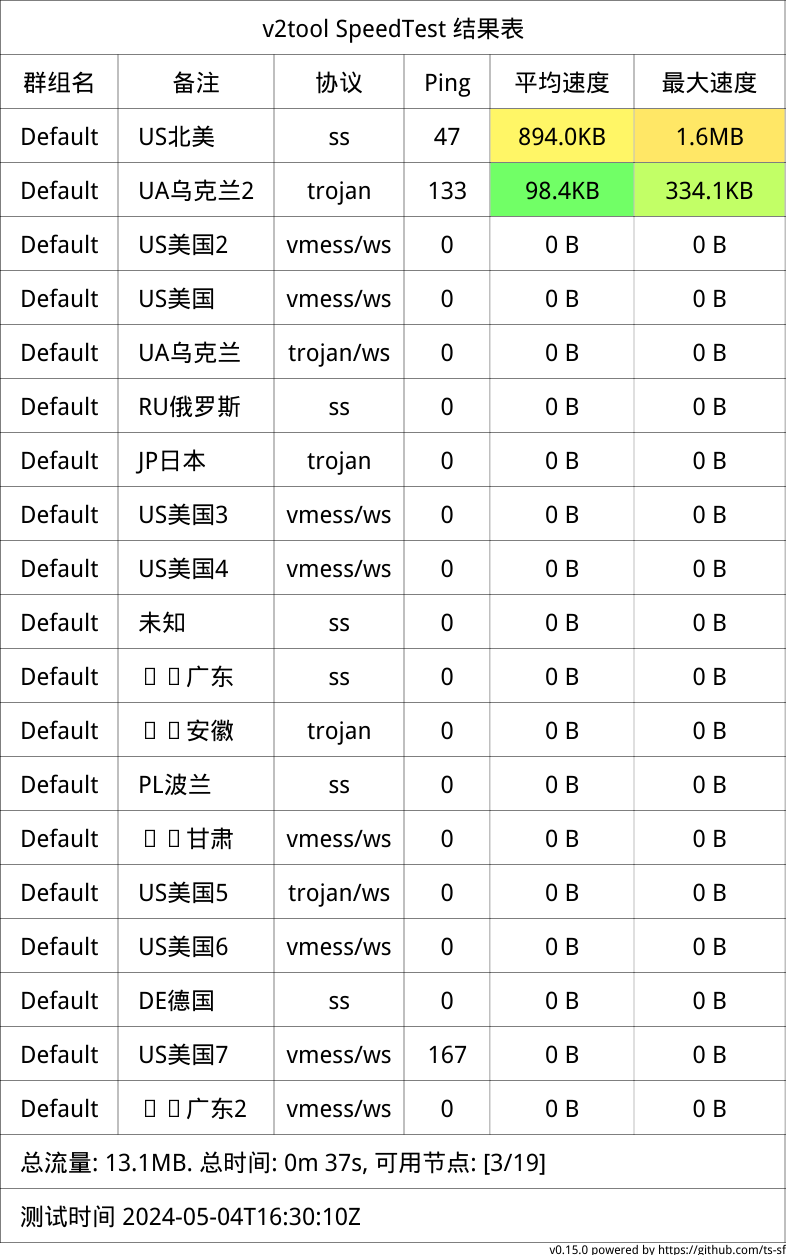 v2tool SpeedTest 结果表
群组名 备注 协议 Ping 平均速度 最大速度
Default US北美 ss 47 894.0KB 1.6MB
Default UA乌克兰2 trojan 133 98.4KB 334.1KB
Default US美国2 vmess/ws 0 0 B 0 B
Default US美国 vmess/ws 0 0 B 0 B
Default UA乌克兰 trojan/ws 0 0 B 0 B
Default RU俄罗斯 ss 0 0 B 0 B
Default JP日本 trojan 0 0 B 0 B
Default US美国3 vmess/ws 0 0 B 0 B
Default US美国4 vmess/ws 0 0 B 0 B
Default 未知 ss 0 0 B 0 B
Default 广东 ss 0 0 B 0 B
Default 安徽 trojan 0 0 B 0 B
Default PL波兰 ss 0 0 B 0 B
Default 甘肃 vmess/ws 0 0 B 0 B
Default US美国5 trojan/ws 0 0 B 0 B
Default US美国6 vmess/ws 0 0 B 0 B
Default DE德国 ss 0 0 B 0 B
Default US美国7 vmess/ws 167 0 B 0 B
Default 广东2 vmess/ws 0 0 B 0 B
总流量: 13.1MB. 总时间: 0m 37s, 可用节点: [3/19]
测试时间 2024-05-04T16:30:10Z
v0.15.0 powered by https://github.com/ts-sf